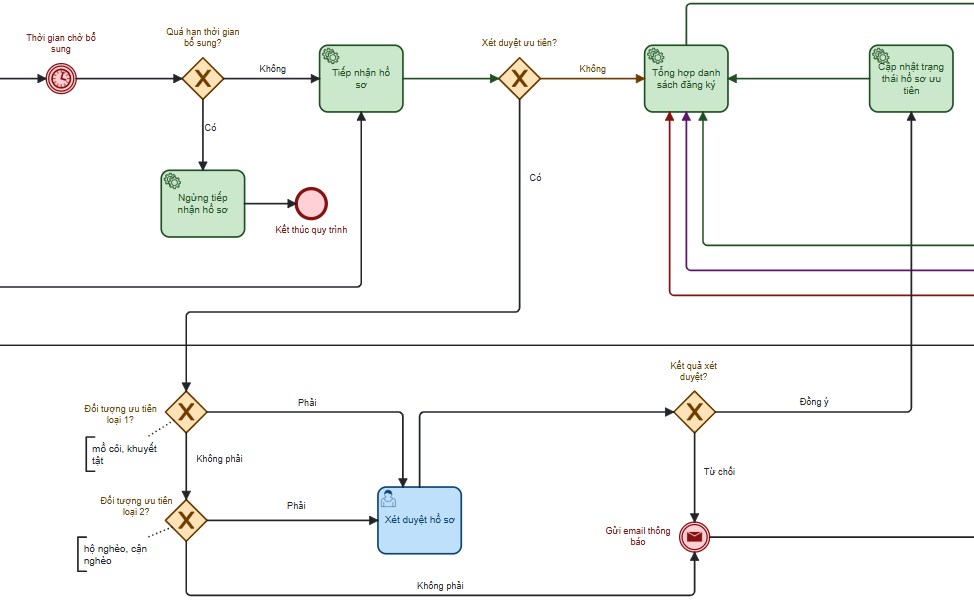 Thời gian chờ bổ
sung
Quá hạn thời gian
bổ sung?
Không
Tiếp nhận hồ
sơ
Xét duyệt ưu tiên?
Không
Tổng hợp danh
sách đăng ký
Cập nhật trạng
thái hồ sơ ưu
tiên
Có
Ngừng tiếp
nhận hồ sơ
Kết thúc quy trình
Có
Kết quả xét
duyệt?
Đối tượng ưu tiên
loại 1?
Phải
Đồng ý
mồ côi, khuyết
tật
Không phải
Từ chối
Đối tượng ưu tiên
loại 2?
Phải
Xét duyệt hồ sơ
Gửi email thông
báo
hộ nghèo, cận
nghèo
Không phải